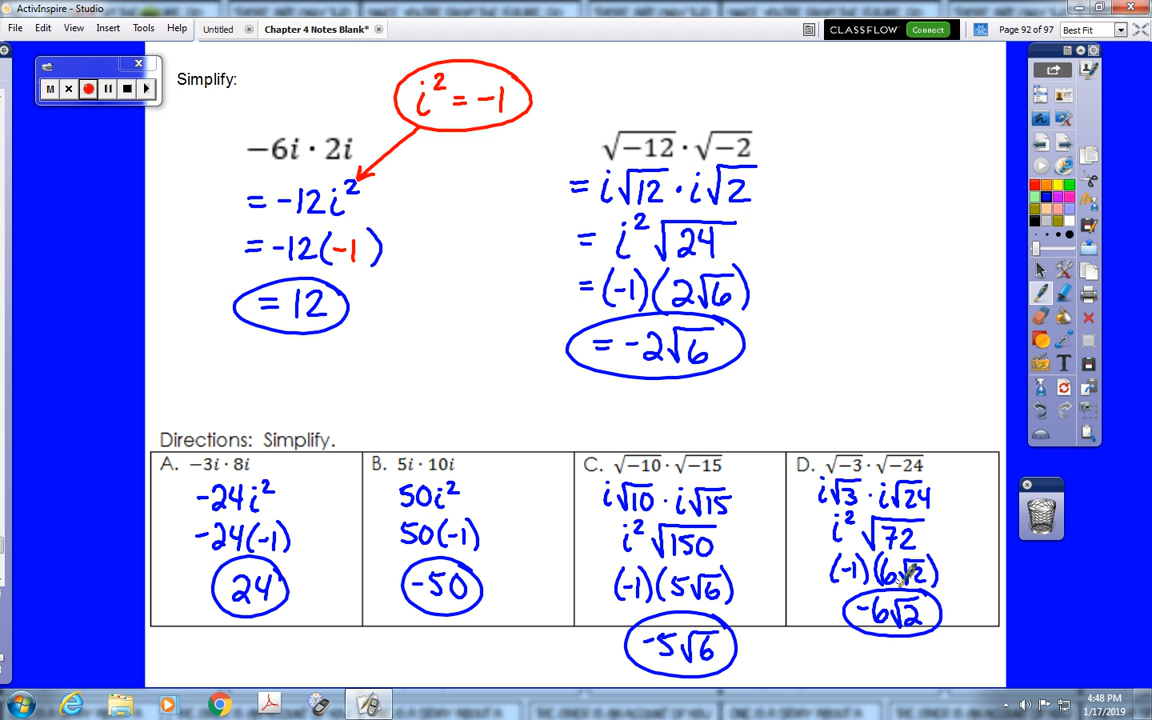 ActivInspire - Studio
File Edit View Insert Tools Help
Untitled
Chapter 4 Notes Blank*
CLASSFLOW Connect
Page 92 of 97
Best Fit
M
Simplify:
i² = -1
−6i · 2i
= -12i²
= -12(-1)
= 12
√−12 · √−2
= i√12 · i√2
= i²√24
= (-1)(2√6)
= -2√6
Directions: Simplify.
A. −3i · 8i
-24i²
-24(-1)
24
B. 5i · 10i
50i²
50(-1)
-50
C. √−10 · √−15
i√10 · i√15
i²√150
(-1)(5√6)
-5√6
D. √−3 · √−24
i√3 · i√24
i²√72
(-1)(6√2)
-6√2
4:48 PM
1/17/2019